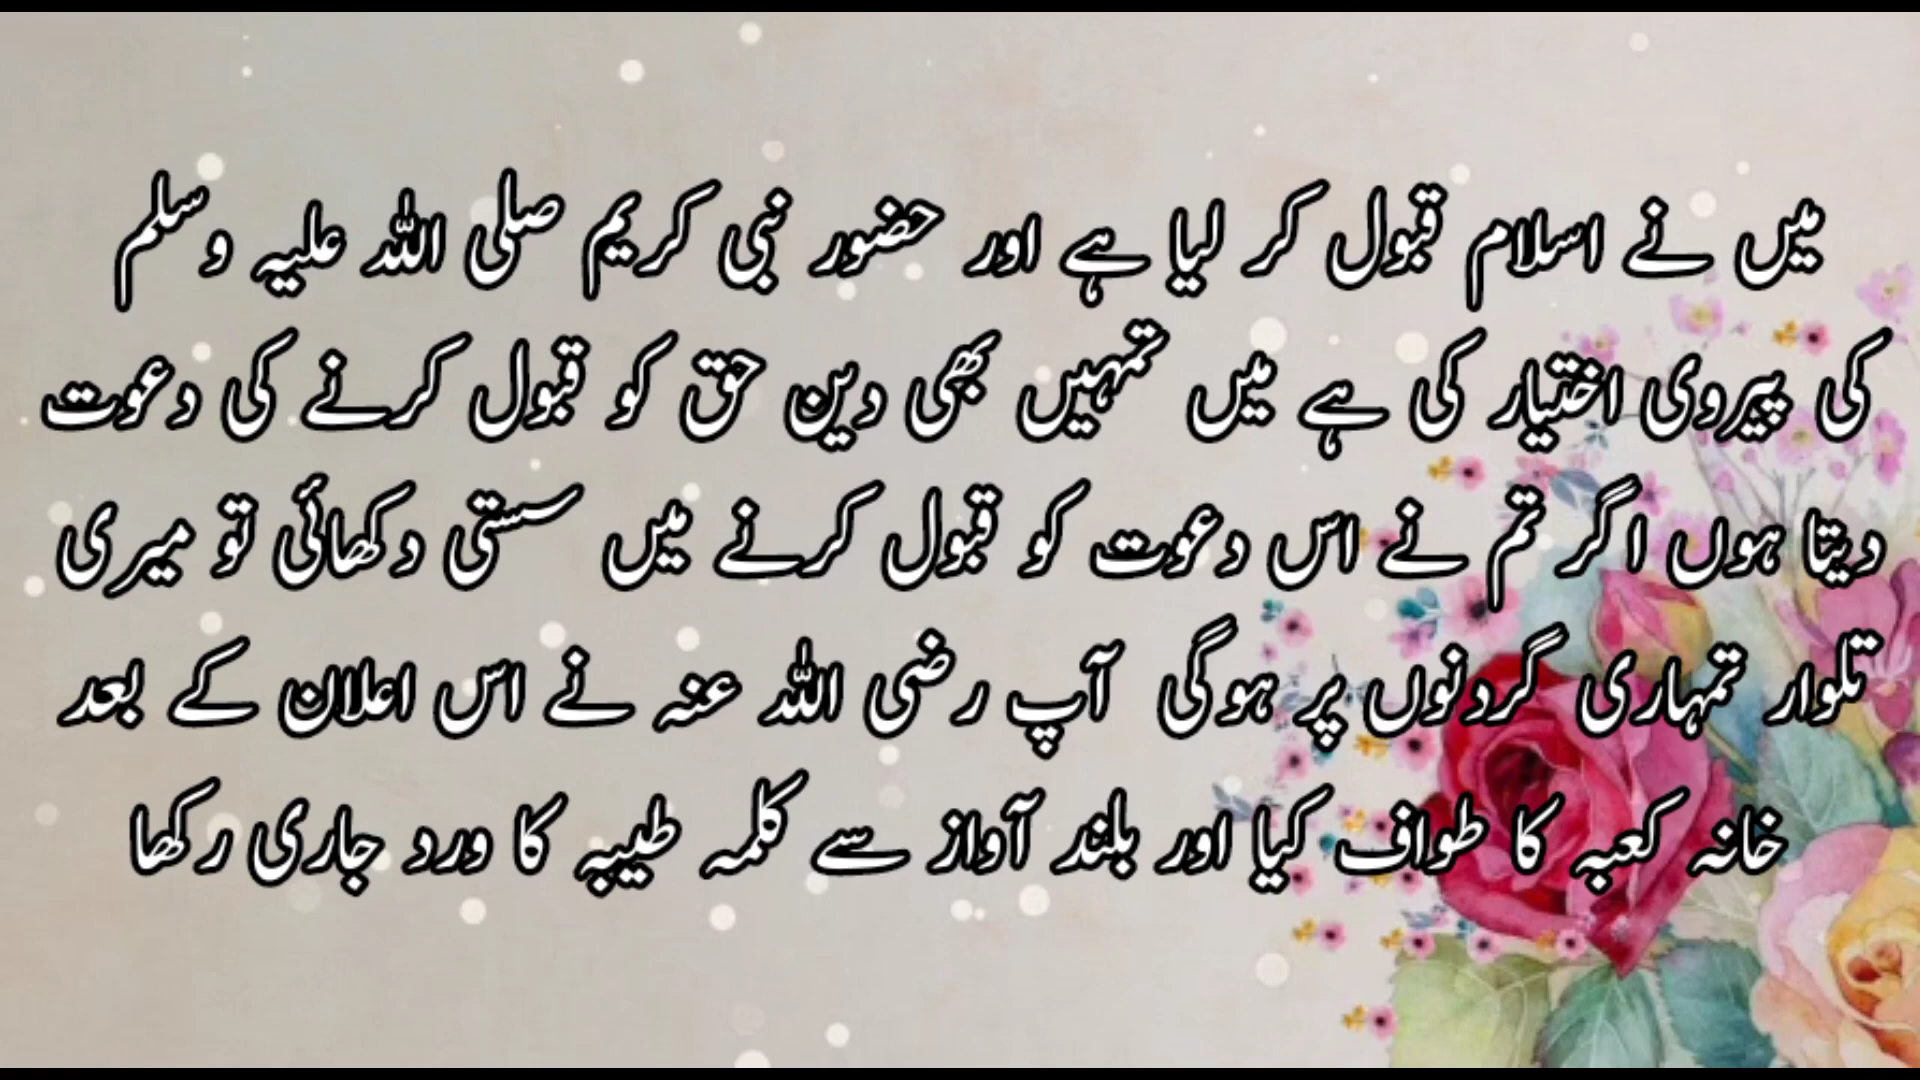 میں نے اسلام قبول کر لیا ہے اور حضور نبی کریم صلی اللہ علیہ وسلم
کی پیروی اختیار کی ہے میں تمہیں بھی دین حق کو قبول کرنے کی دعوت
دیتا ہوں اگر تم نے اس دعوت کو قبول کرنے میں سستی دکھائی تو میری
تلوار تمہاری گردنوں پر ہوگی آپ رضی اللہ عنہ نے اس اعلان کے بعد
خانہ کعبہ کا طواف کیا اور بلند آواز سے کلمہ طیبہ کا ورد جاری رکھا